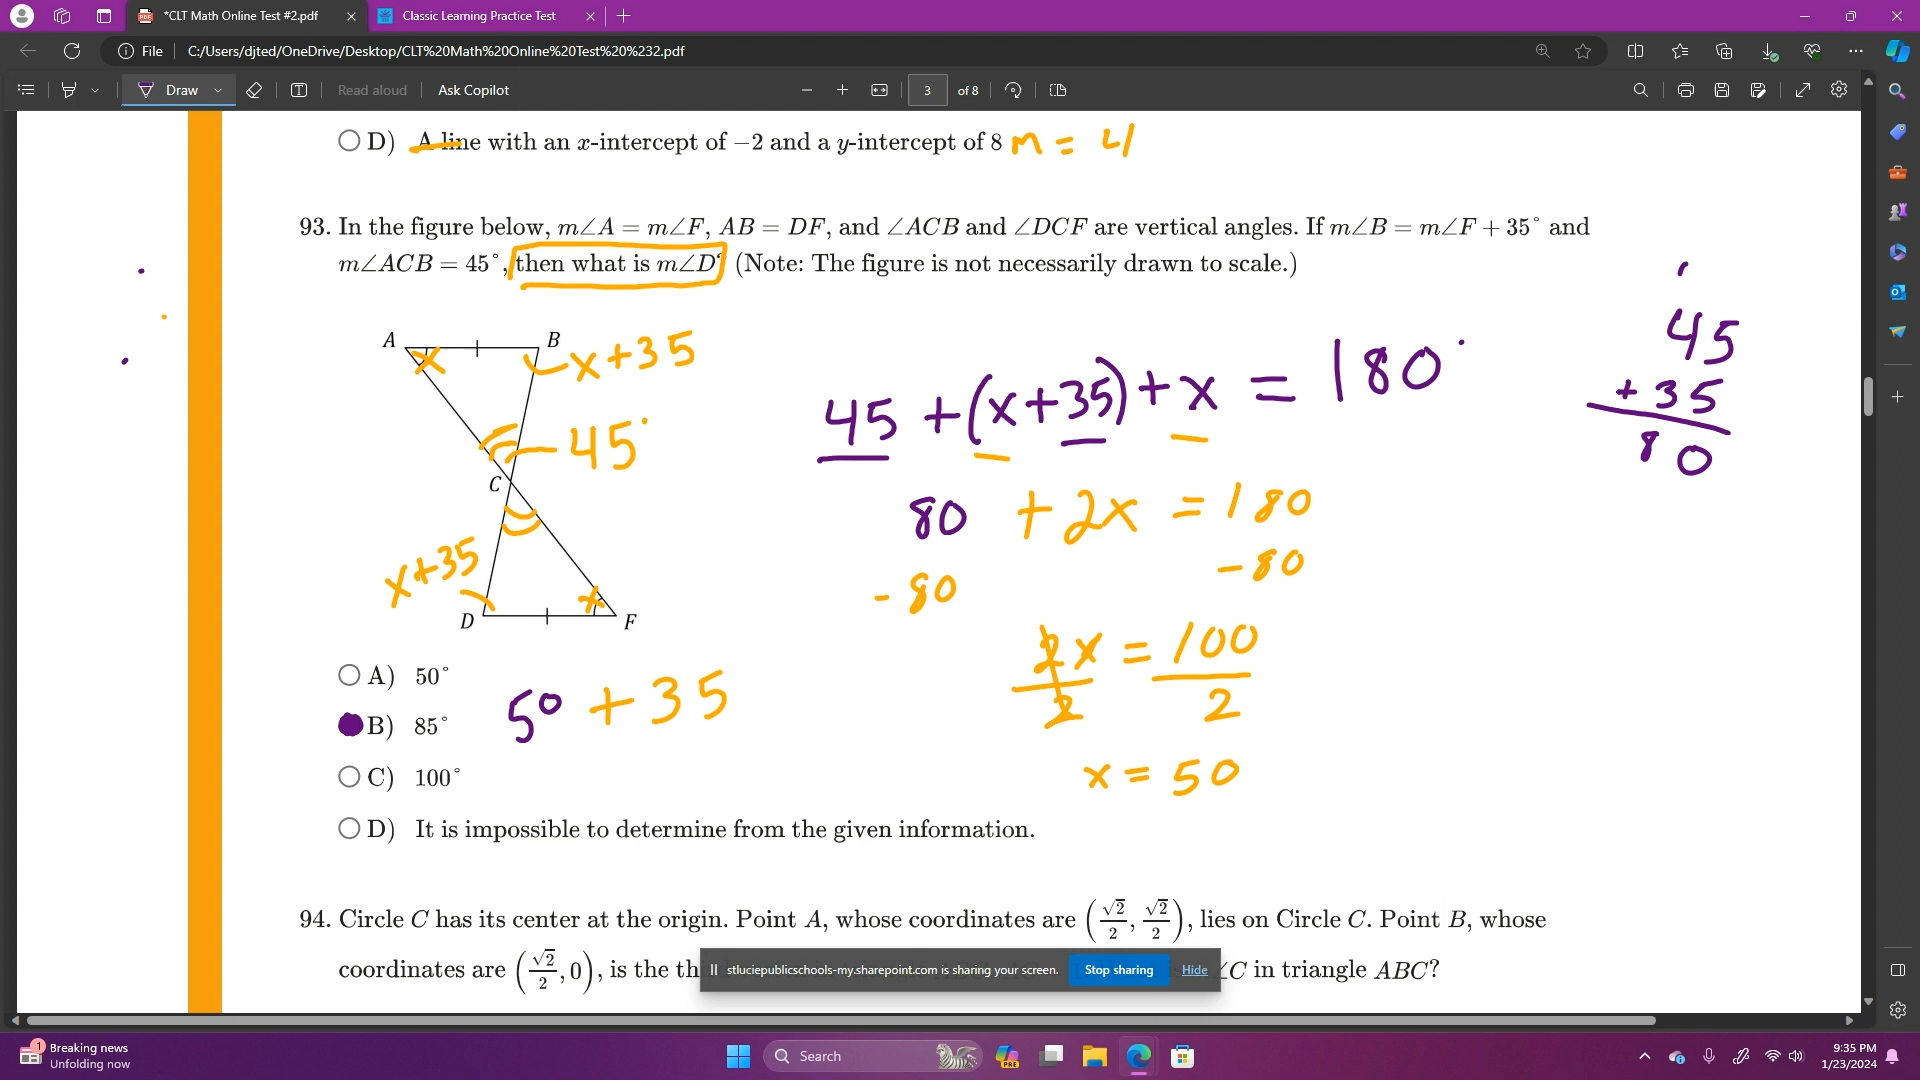 *CLT Math Online Test #2.pdf
Classic Learning Practice Test
File
C:/Users/djted/OneDrive/Desktop/CLT%20Math%20Online%20Test%20%232.pdf
Draw
Read aloud
Ask Copilot
3 of 8
D) A line with an x-intercept of −2 and a y-intercept of 8 m = 4
93. In the figure below, m∠A = m∠F, AB = DF, and ∠ACB and ∠DCF are vertical angles. If m∠B = m∠F + 35° and
m∠ACB = 45°, then what is m∠D? (Note: The figure is not necessarily drawn to scale.)
A
B
x
x+35
45°
C
x+35
x
D
F
45 + (x+35) + x = 180°
80 + 2x = 180
- 80 - 80
2x = 100
2 2
x = 50
45
+ 35
80
A) 50°
B) 85°
50 + 35
C) 100°
D) It is impossible to determine from the given information.
94. Circle C has its center at the origin. Point A, whose coordinates are (√2/2, √2/2), lies on Circle C. Point B, whose
coordinates are (√2/2, 0), is the th
∠C in triangle ABC?
stluciepublicschools-my.sharepoint.com is sharing your screen.
Stop sharing
Hide
1
Breaking news
Unfolding now
Search
PRE
9:35 PM
1/23/2024